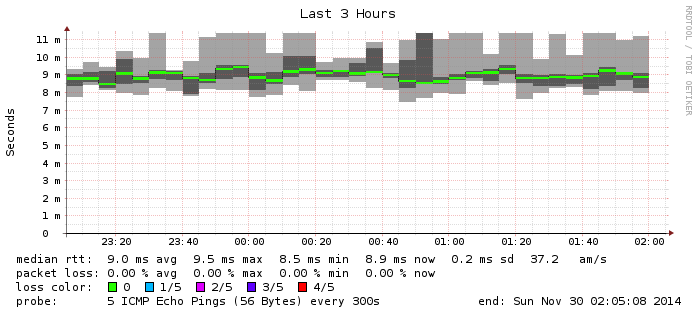 Last 3 Hours
RRDTOOL / TOBI OETIKER
Seconds
11 m
10 m
9 m
8 m
7 m
6 m
5 m
4 m
3 m
2 m
1 m
0
23:20 23:40 00:00 00:20 00:40 01:00 01:20 01:40 02:00
median rtt: 9.0 ms avg 9.5 ms max 8.5 ms min 8.9 ms now 0.2 ms sd 37.2 am/s
packet loss: 0.00 % avg 0.00 % max 0.00 % min 0.00 % now
loss color: 0 1/5 2/5 3/5 4/5
probe: 5 ICMP Echo Pings (56 Bytes) every 300s end: Sun Nov 30 02:05:08 2014